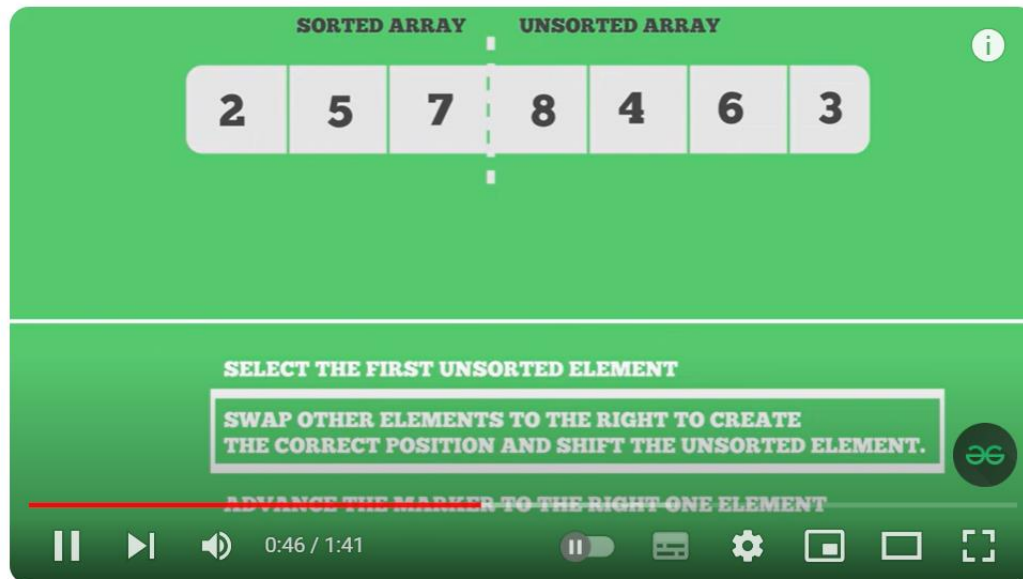 SORTED ARRAY UNSORTED ARRAY
2 5 7 8 4 6 3
SELECT THE FIRST UNSORTED ELEMENT
SWAP OTHER ELEMENTS TO THE RIGHT TO CREATE
THE CORRECT POSITION AND SHIFT THE UNSORTED ELEMENT.
ADVANCE THE MARKER TO THE RIGHT ONE ELEMENT
0:46 / 1:41